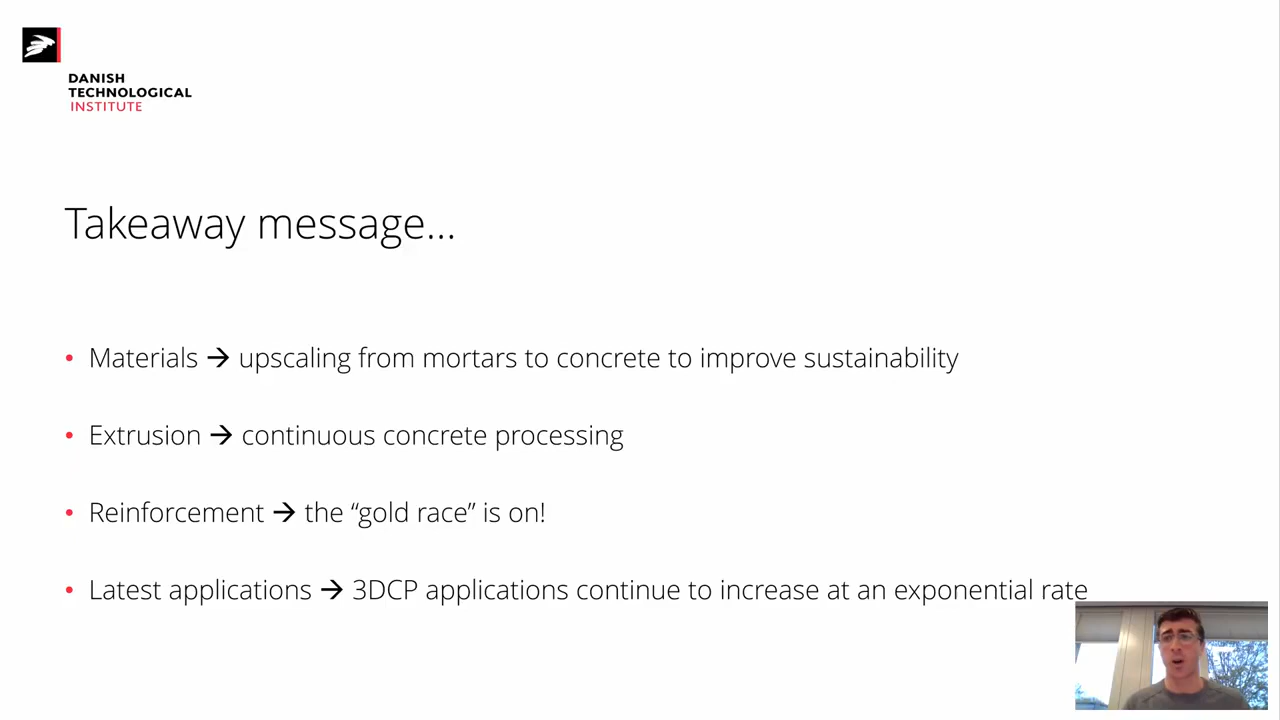 DANISH
TECHNOLOGICAL
INSTITUTE
Takeaway message...
• Materials → upscaling from mortars to concrete to improve sustainability
• Extrusion → continuous concrete processing
• Reinforcement → the “gold race” is on!
• Latest applications → 3DCP applications continue to increase at an exponential rate